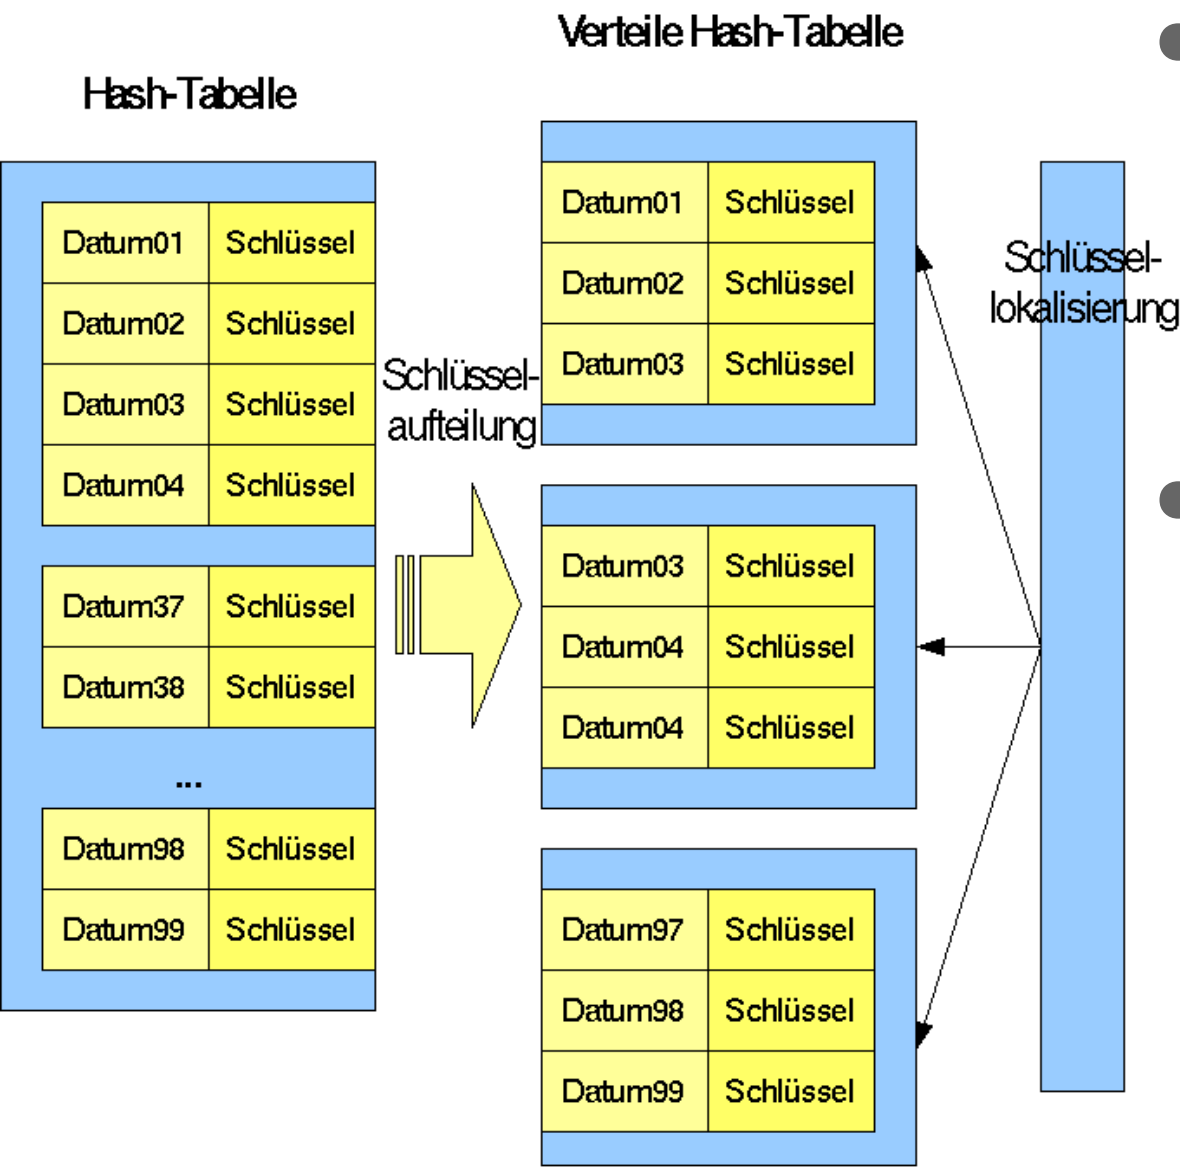 Verteile Hash-Tabelle
Hash-Tabelle
Datum01 Schlüssel
Datum02 Schlüssel
Datum03 Schlüssel
Datum04 Schlüssel
Datum37 Schlüssel
Datum38 Schlüssel
...
Datum98 Schlüssel
Datum99 Schlüssel
Schlüssel-
aufteilung
Datum01 Schlüssel
Datum02 Schlüssel
Datum03 Schlüssel
Datum03 Schlüssel
Datum04 Schlüssel
Datum04 Schlüssel
Datum97 Schlüssel
Datum98 Schlüssel
Datum99 Schlüssel
Schlüssel-
lokalisierung